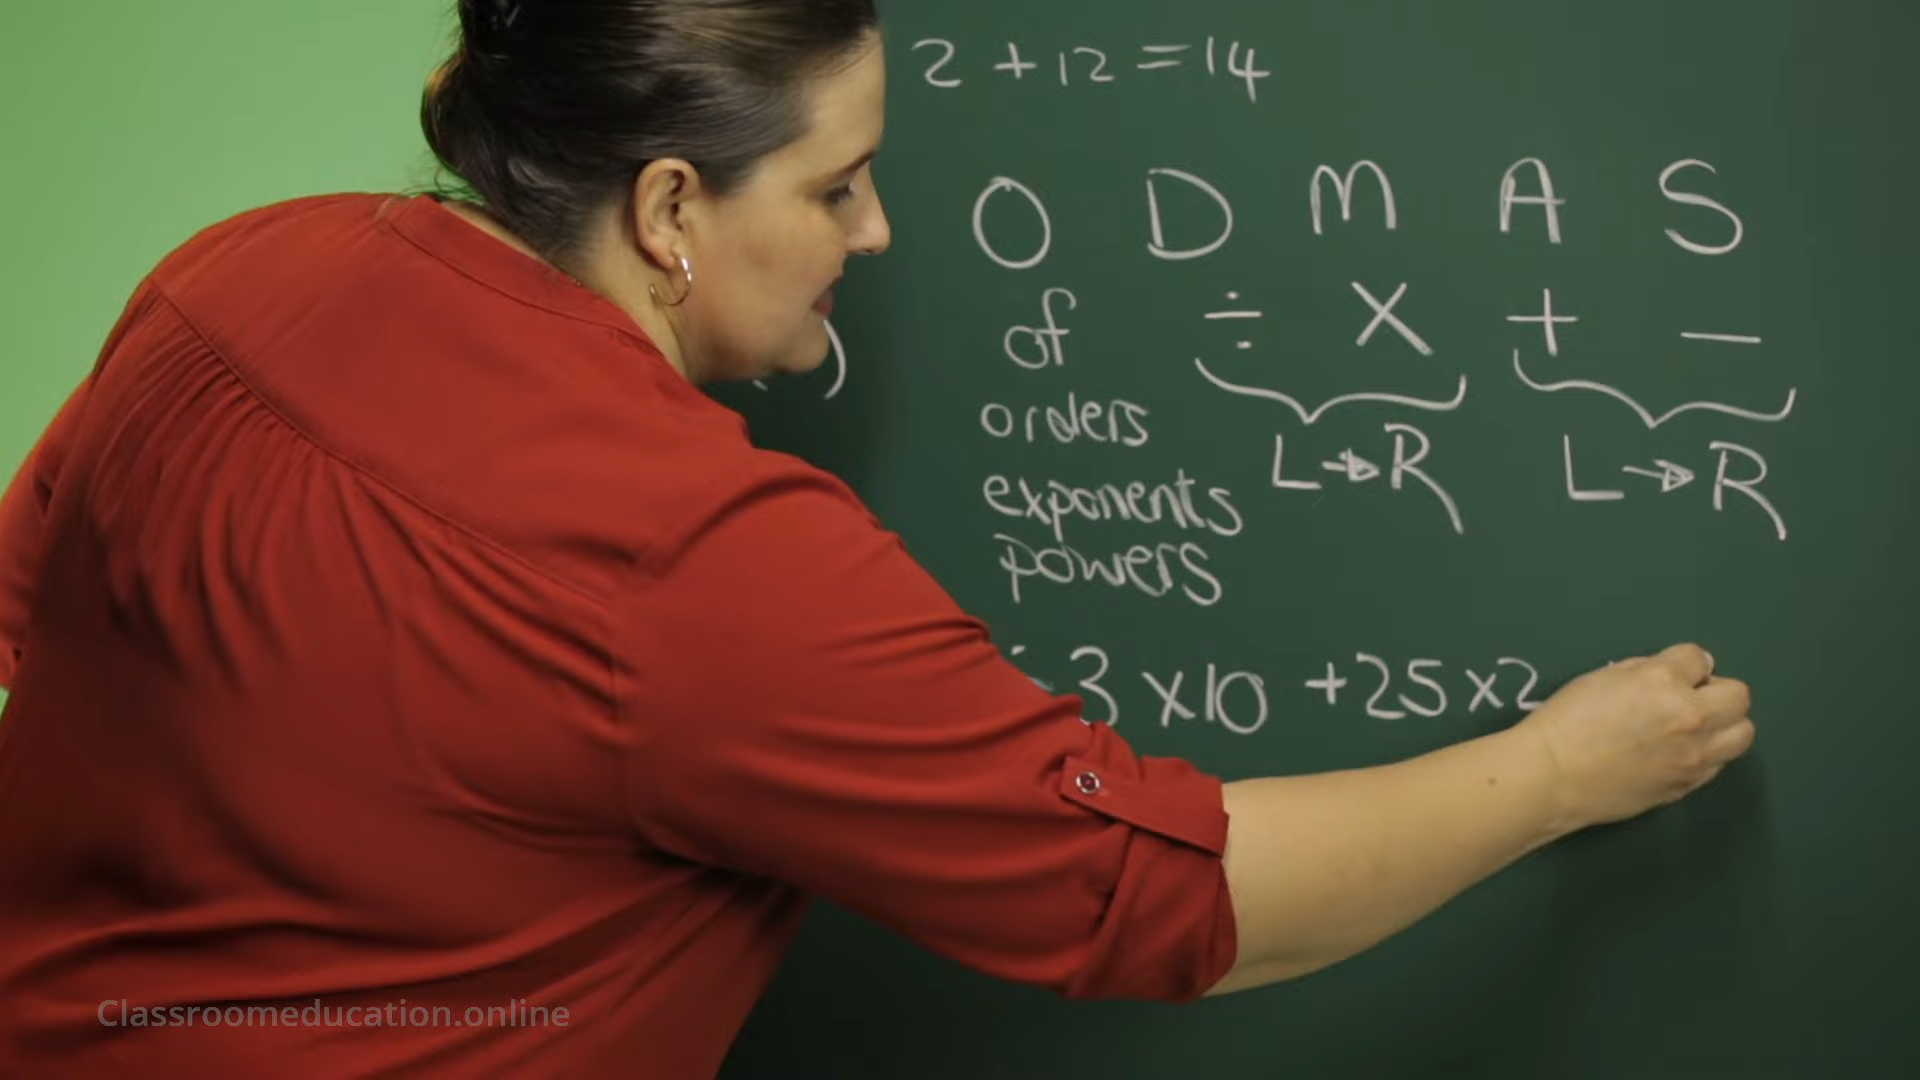 2 + 12 = 14
O D M A S
of ÷ × + −
orders
L → R L → R
exponents
powers
÷ 3 × 10 + 25 × 2
Classroomeducation.online